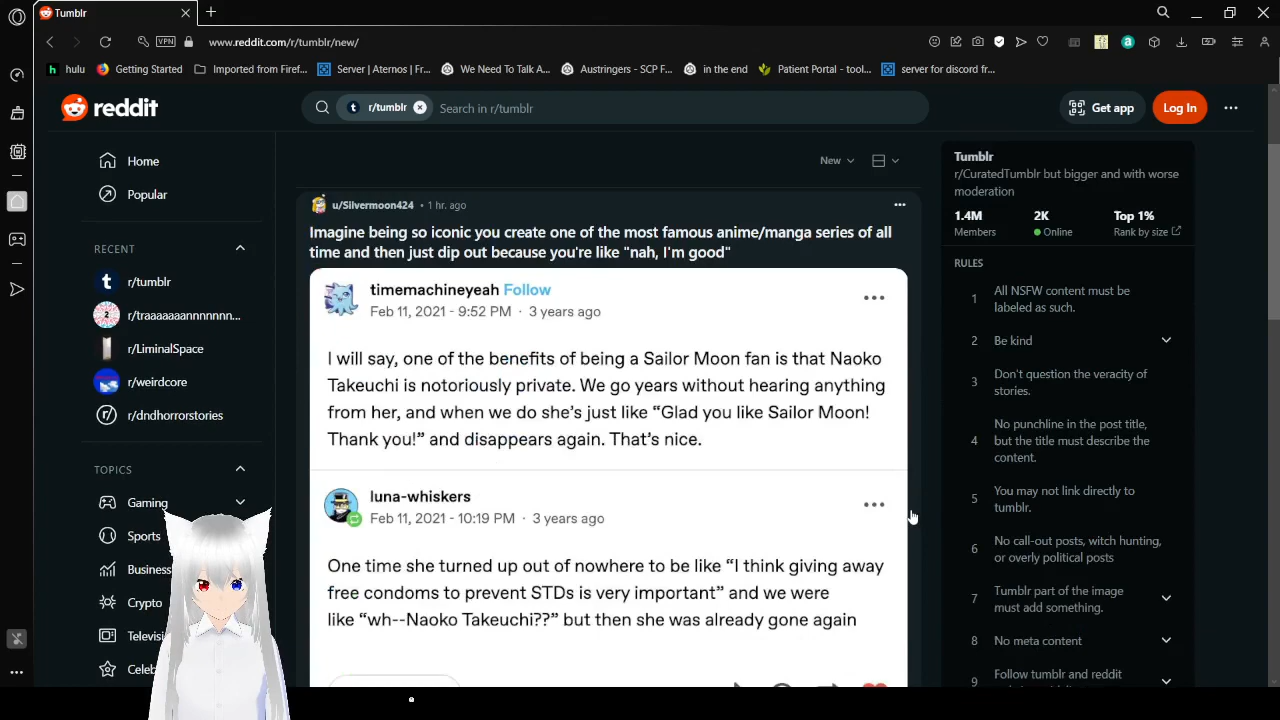 Tumblr
VPN
www.reddit.com/r/tumblr/new/
hulu
Getting Started
Imported from Firef...
Server | Aternos | Fr...
We Need To Talk A...
Austringers - SCP F...
in the end
Patient Portal - tool...
server for discord fr...
reddit
r/tumblr
Search in r/tumblr
Get app
Log In
Home
Popular
RECENT
r/tumblr
r/traaaaaaannnnnnn...
r/LiminalSpace
r/weirdcore
r/dndhorrorstories
TOPICS
Gaming
Sports
Business
Crypto
Televisi
Celeb
New
u/Silvermoon424 • 1 hr. ago
Imagine being so iconic you create one of the most famous anime/manga series of all
time and then just dip out because you're like "nah, I'm good"
timemachineyeah Follow
Feb 11, 2021 - 9:52 PM · 3 years ago
I will say, one of the benefits of being a Sailor Moon fan is that Naoko
Takeuchi is notoriously private. We go years without hearing anything
from her, and when we do she’s just like “Glad you like Sailor Moon!
Thank you!” and disappears again. That’s nice.
luna-whiskers
Feb 11, 2021 - 10:19 PM · 3 years ago
One time she turned up out of nowhere to be like “I think giving away
free condoms to prevent STDs is very important” and we were
like “wh--Naoko Takeuchi??” but then she was already gone again
Tumblr
r/CuratedTumblr but bigger and with worse
moderation
1.4M 2K Top 1%
Members Online Rank by size
RULES
1 All NSFW content must be
labeled as such.
2 Be kind
3 Don't question the veracity of
stories.
4 No punchline in the post title,
but the title must describe the
content.
5 You may not link directly to
tumblr.
6 No call-out posts, witch hunting,
or overly political posts
7 Tumblr part of the image
must add something.
8 No meta content
9 Follow tumblr and reddit